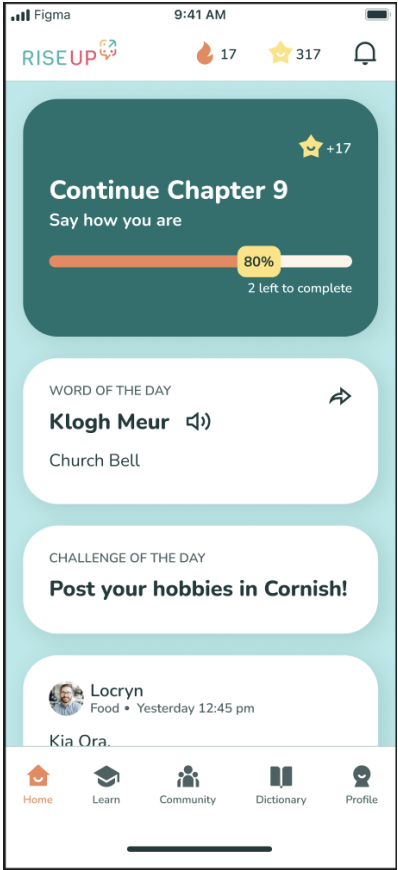 Figma
9:41 AM
RISEUP
17
317
+17
Continue Chapter 9
Say how you are
80%
2 left to complete
WORD OF THE DAY
Klogh Meur
Church Bell
CHALLENGE OF THE DAY
Post your hobbies in Cornish!
Locryn
Food • Yesterday 12:45 pm
Kia Ora,
Home
Learn
Community
Dictionary
Profile